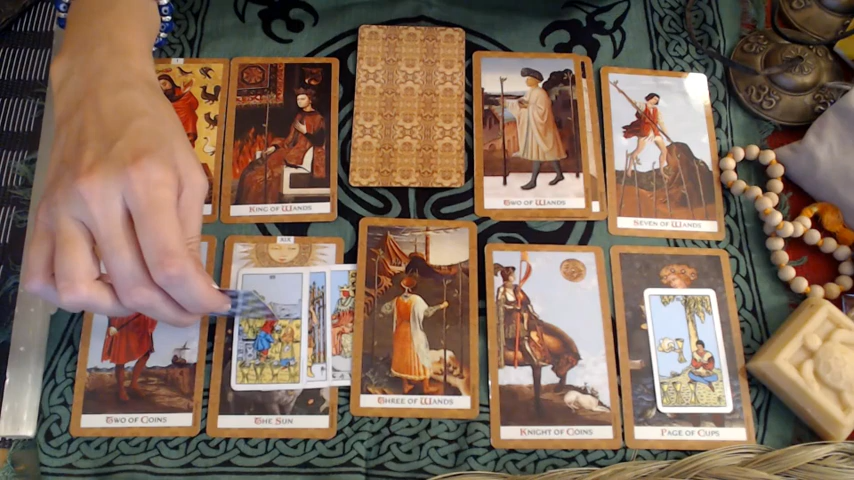 I
King of Wands
Two of Wands
Seven of Wands
Two of Coins
XIX
The Sun
Three of Wands
Knight of Coins
Page of Cups